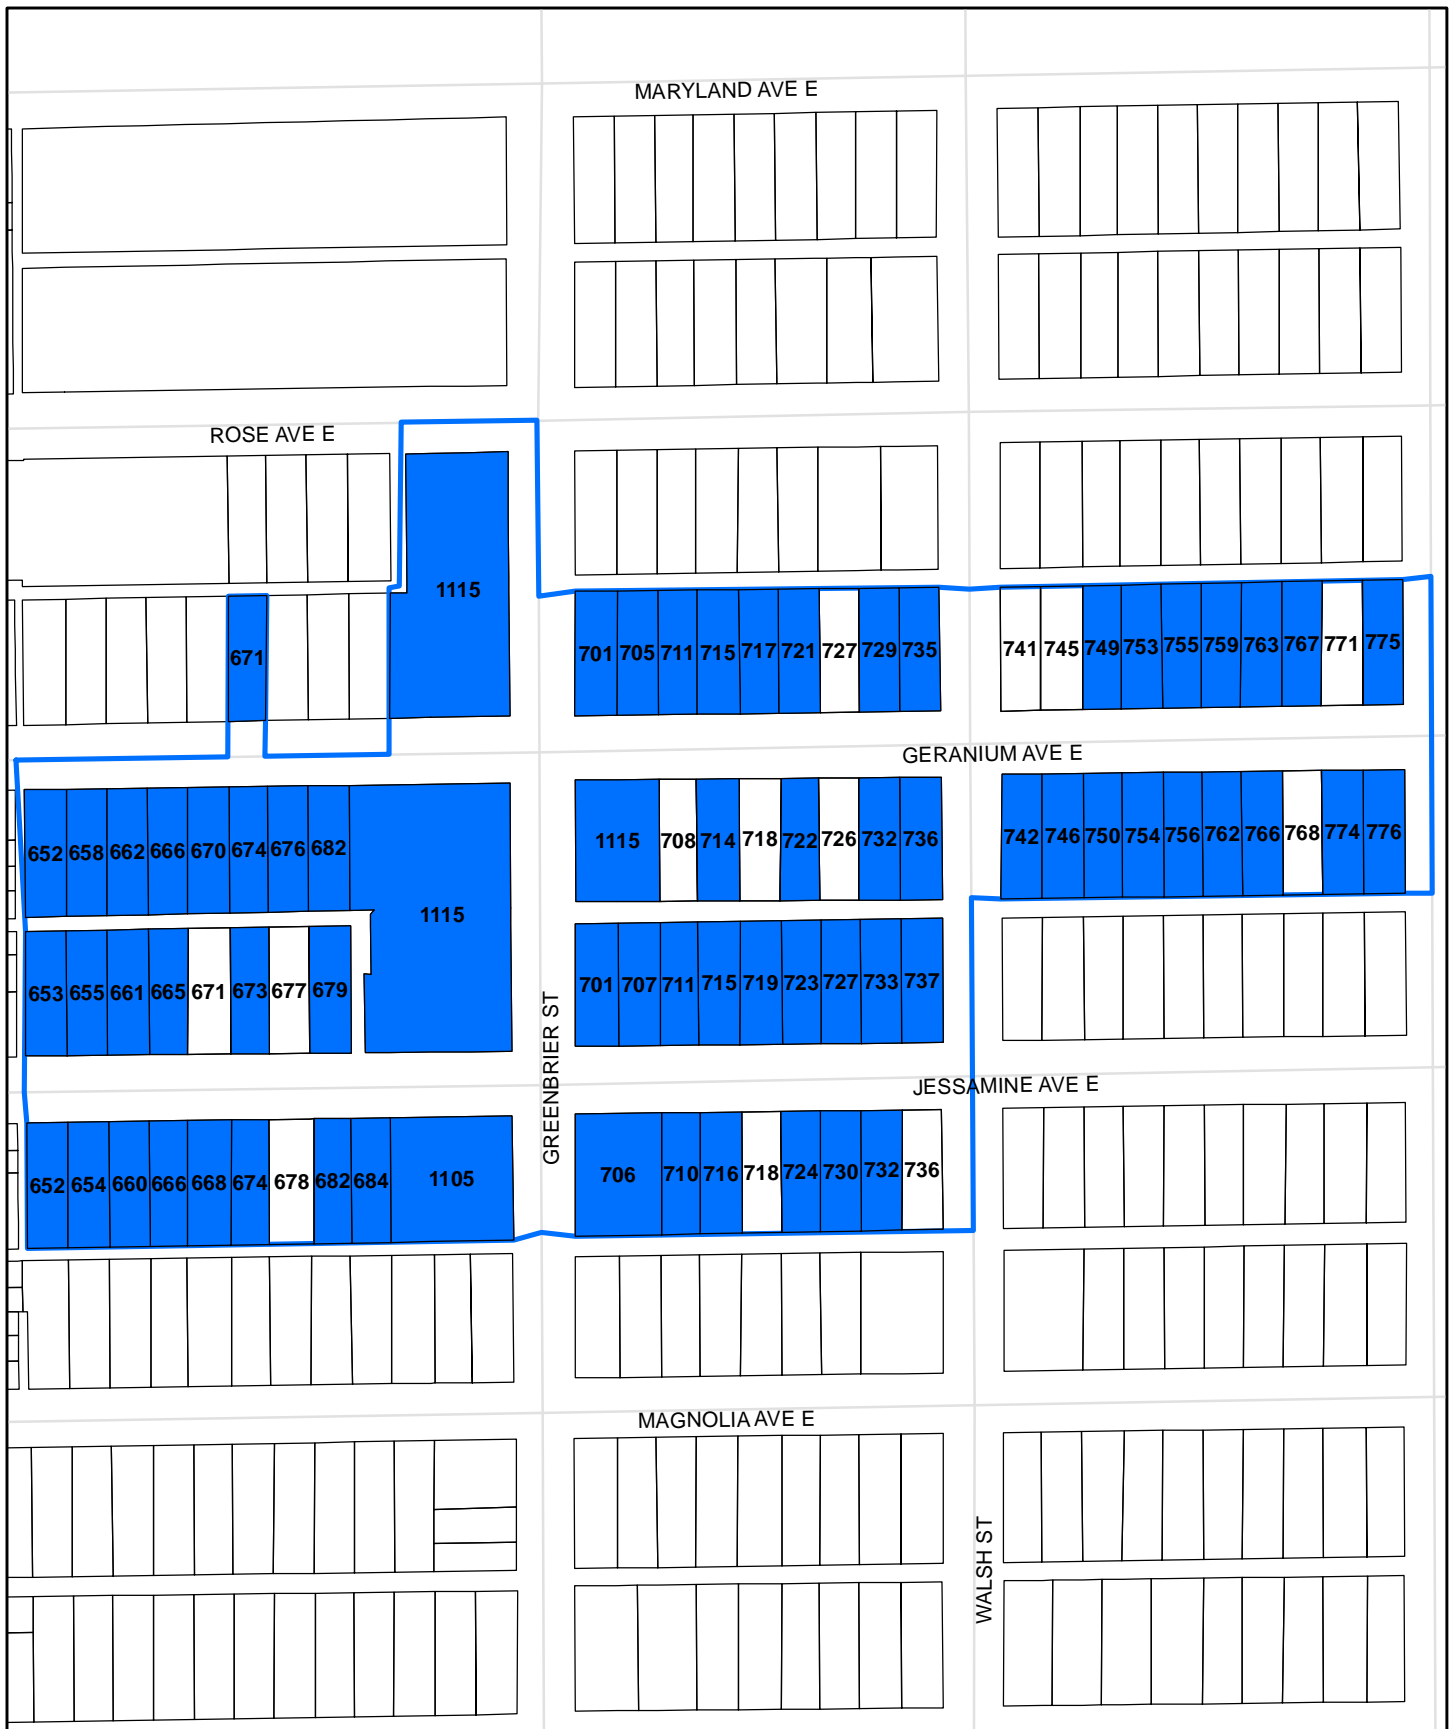 MARYLAND AVE E
ROSE AVE E
1115
671
701 705 711 715 717 721 727 729 735
741 745 749 753 755 759 763 767 771 775
GERANIUM AVE E
652 658 662 666 670 674 676 682
1115
1115 708 714 718 722 726 732 736
742 746 750 754 756 762 766 768 774 776
653 655 661 665 671 673 677 679
701 707 711 715 719 723 727 733 737
GREENBRIER ST
JESSAMINE AVE E
652 654 660 666 668 674 678 682 684 1105
706 710 716 718 724 730 732 736
MAGNOLIA AVE E
WALSH ST